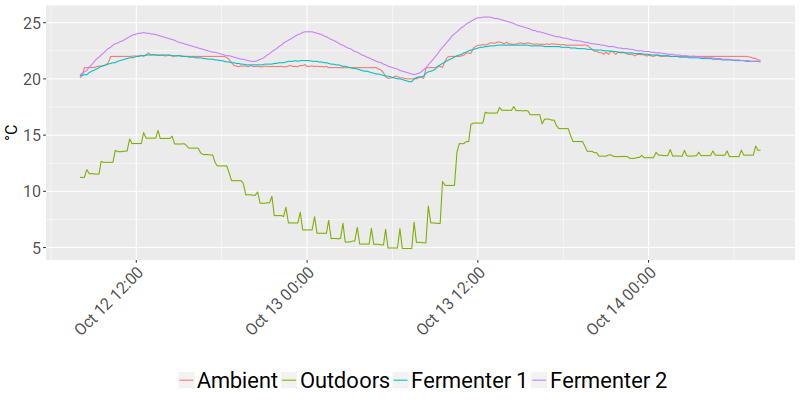 °C
25
20
15
10
5
Oct 12 12:00
Oct 13 00:00
Oct 13 12:00
Oct 14 00:00
Ambient Outdoors Fermenter 1 Fermenter 2